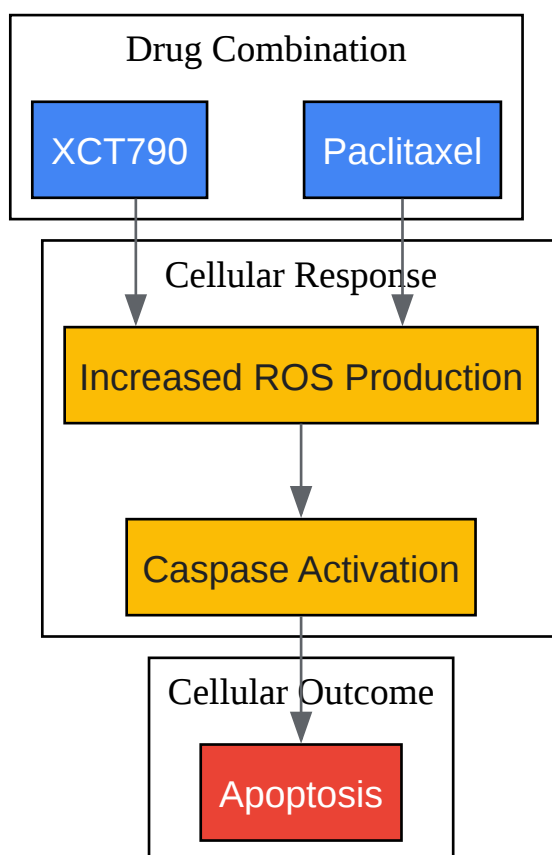 Drug Combination
XCT790
Paclitaxel
Cellular Response
Increased ROS Production
Caspase Activation
Cellular Outcome
Apoptosis